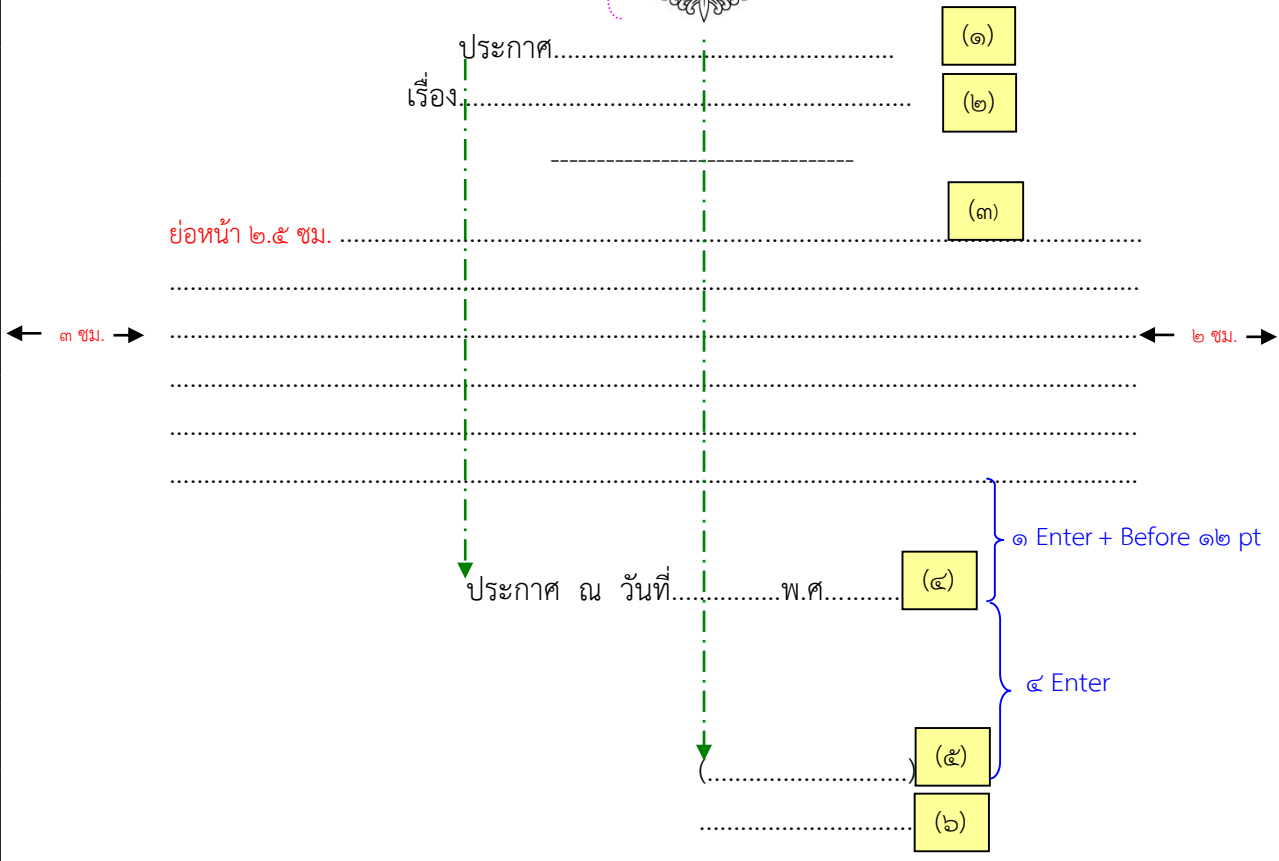 ประกาศ.................................................. (๑)
เรื่อง.................................................................. (๒)
---------------------------------
(๓)
ย่อหน้า ๒.๕ ซม. ......................................................................................................................
................................................................................................................................................
๓ ซม. ................................................................................................................................................ ๒ ซม.
................................................................................................................................................
................................................................................................................................................
................................................................................................................................................
๑ Enter + Before ๑๒ pt
ประกาศ ณ วันที่................พ.ศ........... (๔)
๔ Enter
(..............................) (๕)
............................... (๖)